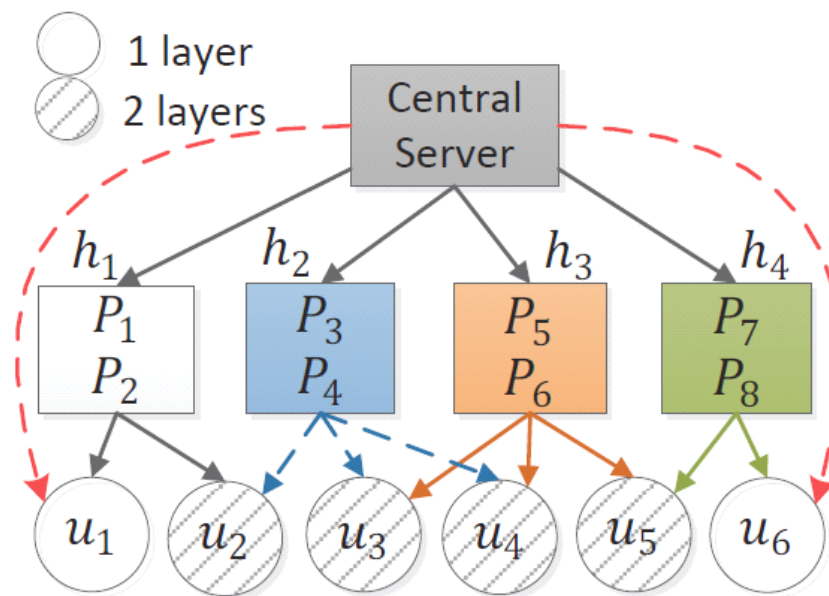 1 layer
2 layers
Central
Server
h₁
h₂
h₃
h₄
P₁
P₂
P₃
P₄
P₅
P₆
P₇
P₈
u₁
u₂
u₃
u₄
u₅
u₆